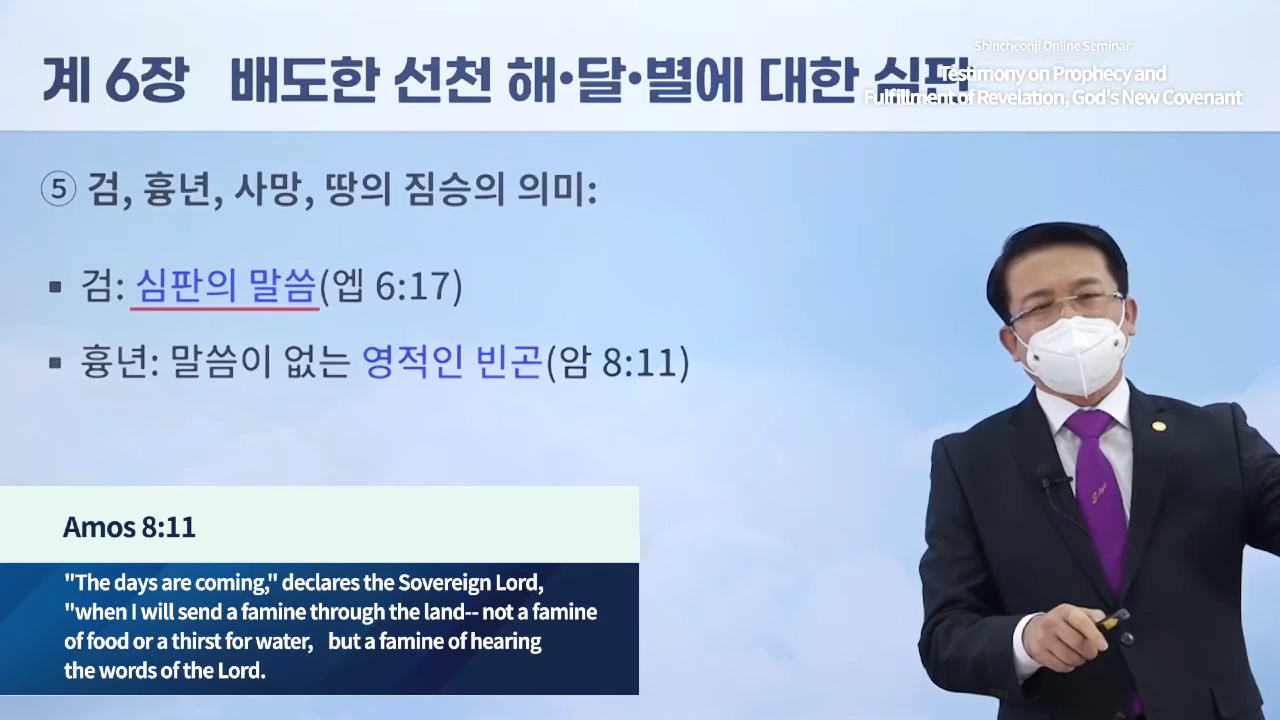 계 6장 배도한 선천 해·달·별에 대한 심판
Shincheonji Online Seminar
Testimony on Prophecy and
Fulfillment of Revelation, God's New Covenant
⑤ 검, 흉년, 사망, 땅의 짐승의 의미:
▪ 검: 심판의 말씀(엡 6:17)
▪ 흉년: 말씀이 없는 영적인 빈곤(암 8:11)
Amos 8:11
"The days are coming," declares the Sovereign Lord,
"when I will send a famine through the land-- not a famine
of food or a thirst for water, but a famine of hearing
the words of the Lord.